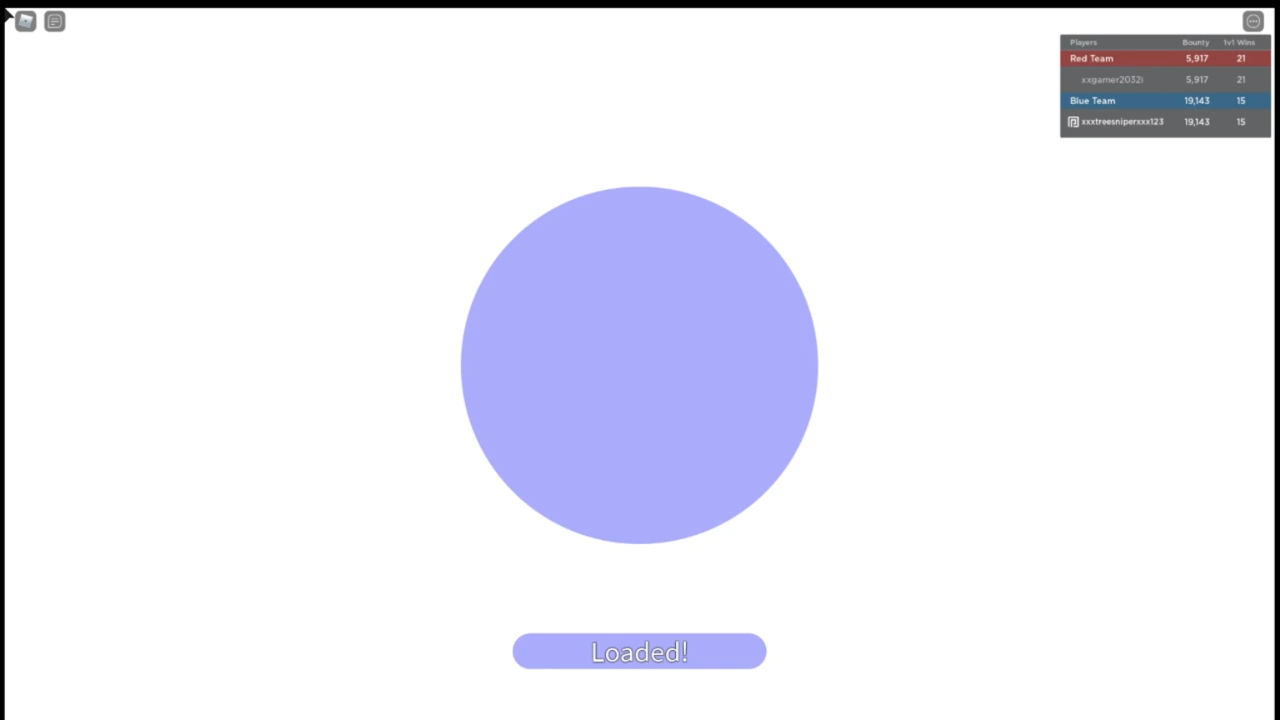 Players Bounty 1v1 Wins
Red Team 5,917 21
xxgamer2032i 5,917 21
Blue Team 19,143 15
xxxtreesniperxxx123 19,143 15
Loaded!